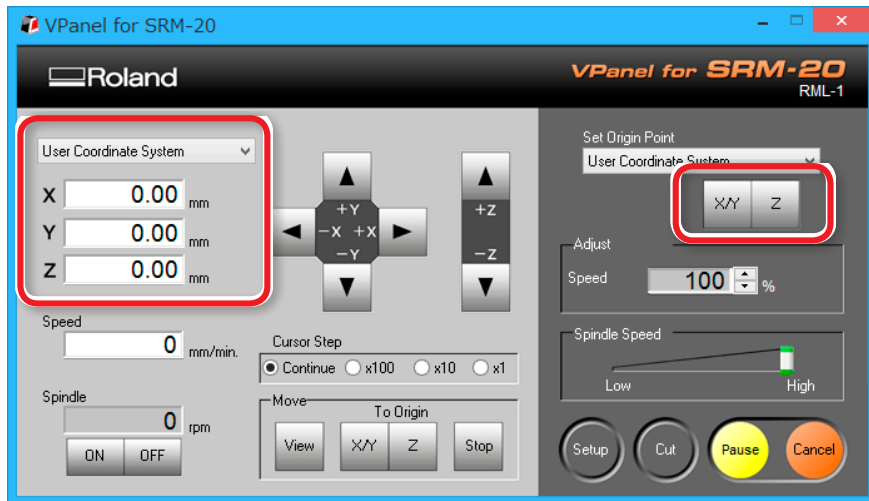 VPanel for SRM-20
Roland
VPanel for SRM-20
RML-1
User Coordinate System
X 0.00 mm
Y 0.00 mm
Z 0.00 mm
+Y
-X +X
-Y
+Z
-Z
Speed
0 mm/min.
Spindle
0 rpm
ON OFF
Cursor Step
Continue x100 x10 x1
Move
To Origin
View X/Y Z Stop
Set Origin Point
User Coordinate System
X/Y Z
Adjust
Speed 100 %
Spindle Speed
Low High
Setup Cut Pause Cancel